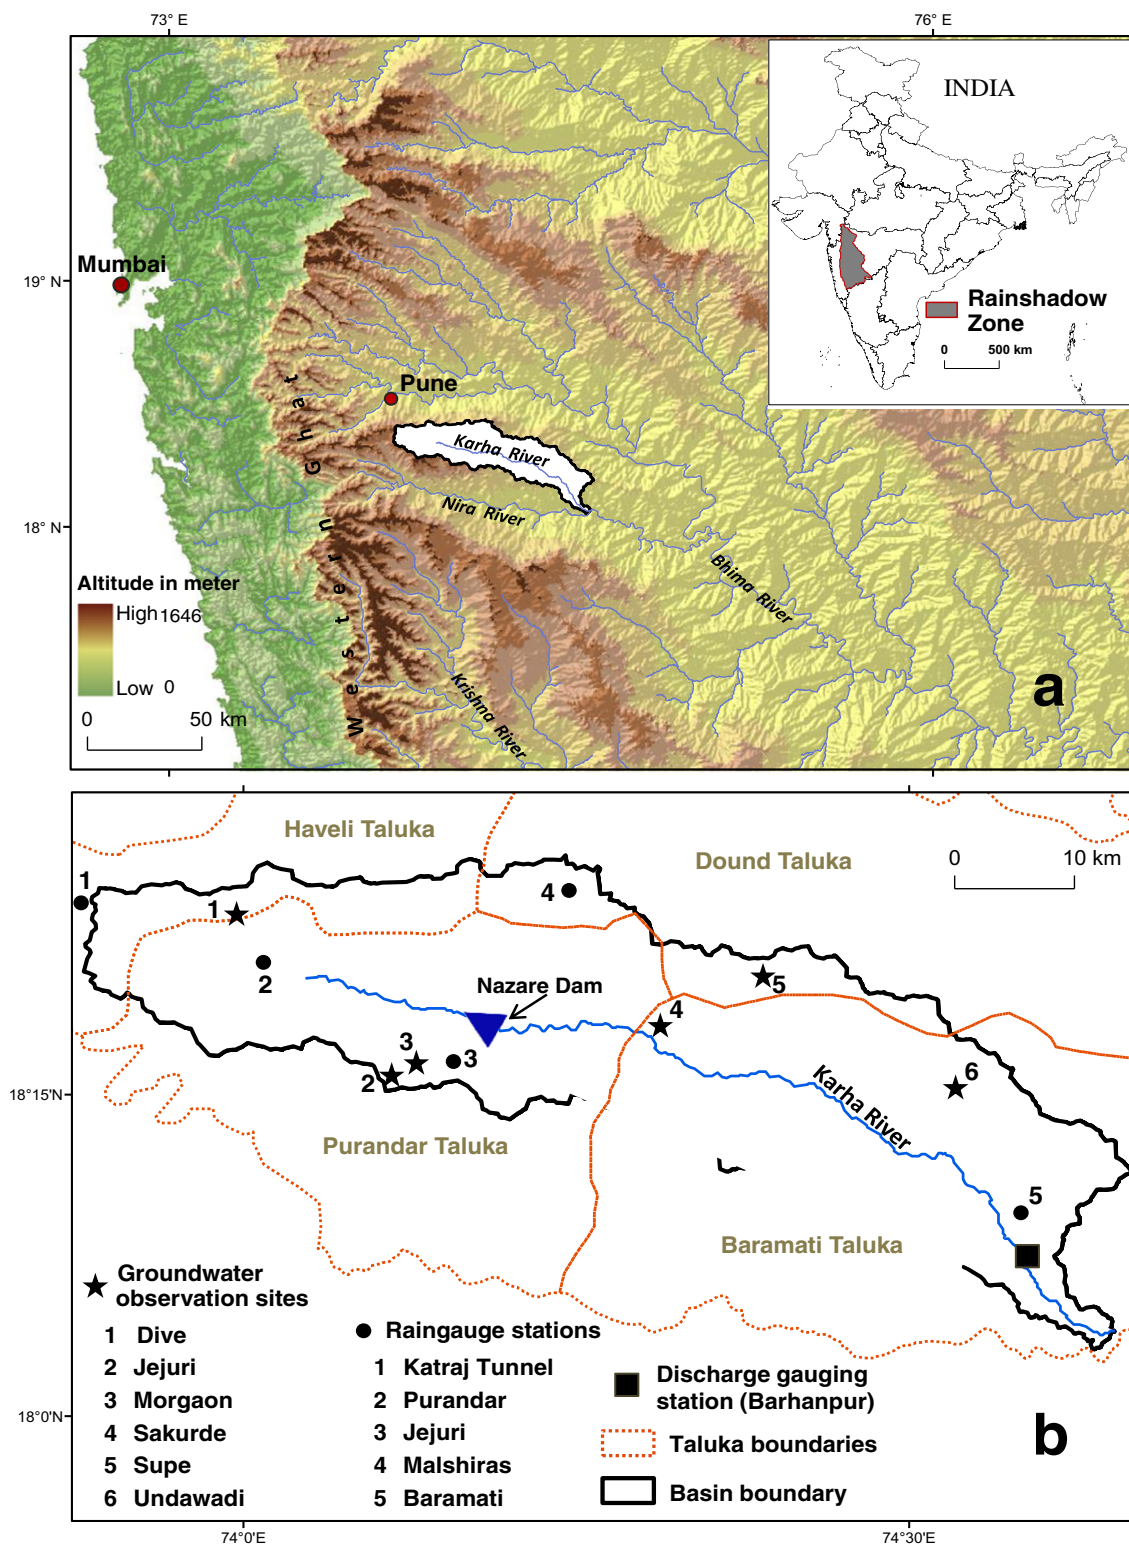 73° E
76° E
INDIA
Mumbai
19° N
Rainshadow
Zone
0 500 km
Pune
Western Ghat
Karha River
Nira River
18° N
Bhima River
Altitude in meter
High 1646
Low 0
0 50 km
Krishna River
a
Haveli Taluka
Dound Taluka
0 10 km
1
1
4
2
5
Nazare Dam
4
3
3
2
6
Karha River
18°15'N
Purandar Taluka
5
Baramati Taluka
Groundwater
observation sites
1 Dive
2 Jejuri
3 Morgaon
4 Sakurde
5 Supe
6 Undawadi
Raingauge stations
1 Katraj Tunnel
2 Purandar
3 Jejuri
4 Malshiras
5 Baramati
Discharge gauging
station (Barhanpur)
Taluka boundaries
Basin boundary
b
18°0'N
74°0'E
74°30'E